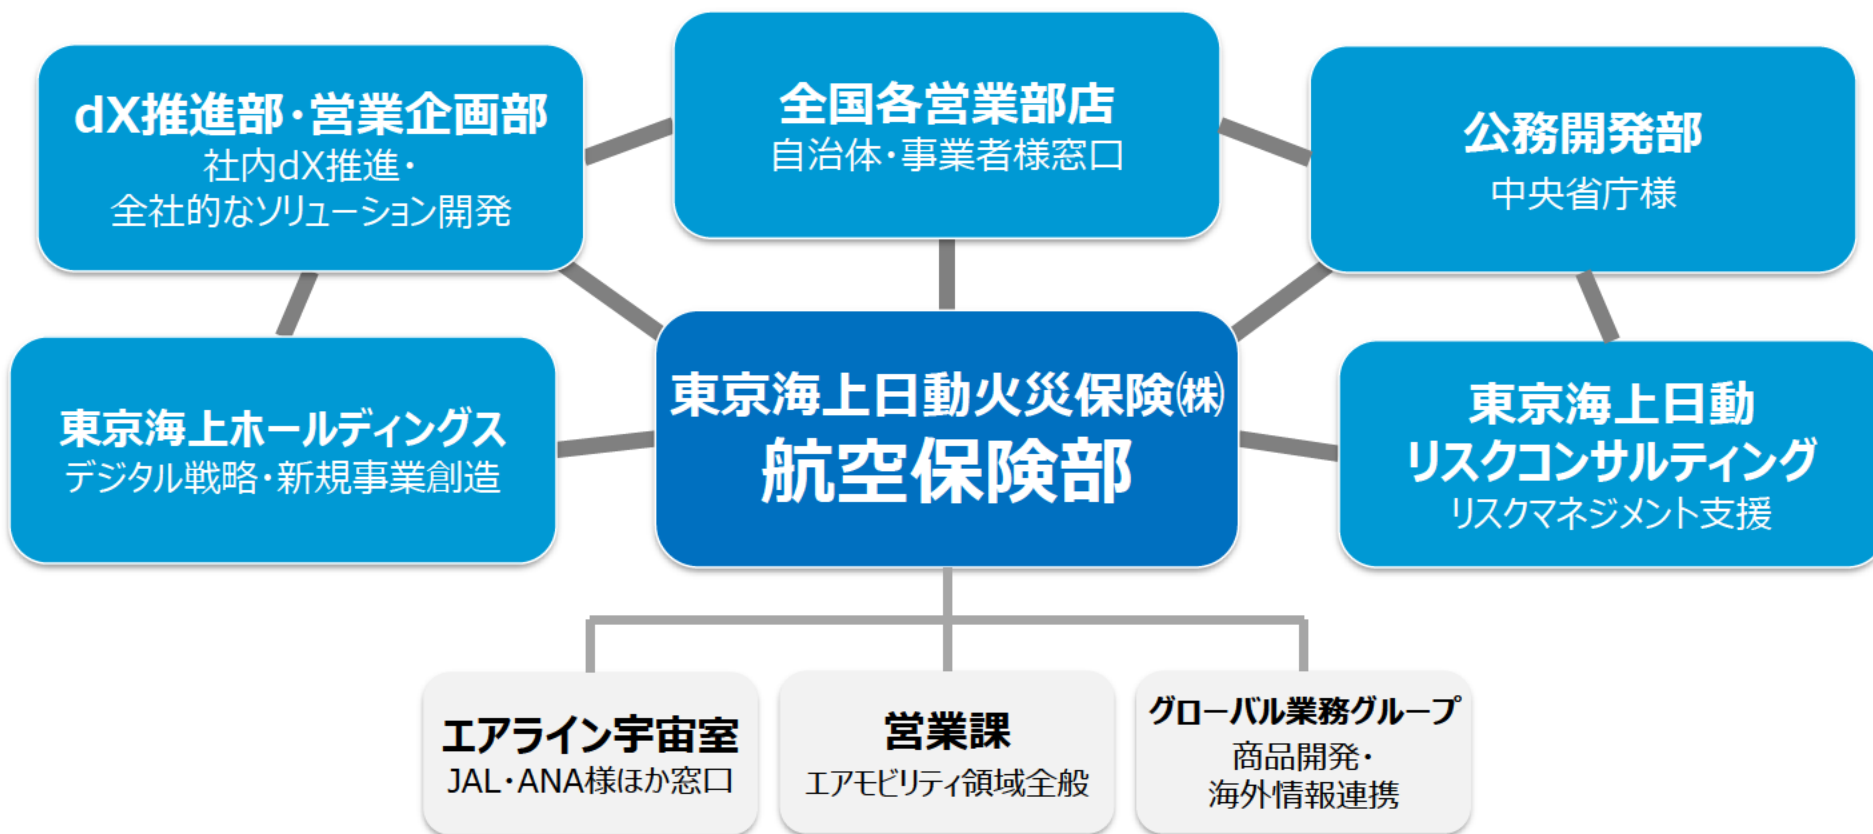 dX推進部・営業企画部
社内dX推進・
全社的なソリューション開発
全国各営業部店
自治体・事業者様窓口
公務開発部
中央省庁様
東京海上ホールディングス
デジタル戦略・新規事業創造
東京海上日動火災保険㈱
航空保険部
東京海上日動
リスクコンサルティング
リスクマネジメント支援
エアライン宇宙室
JAL・ANA様ほか窓口
営業課
エアモビリティ領域全般
グローバル業務グループ
商品開発・
海外情報連携